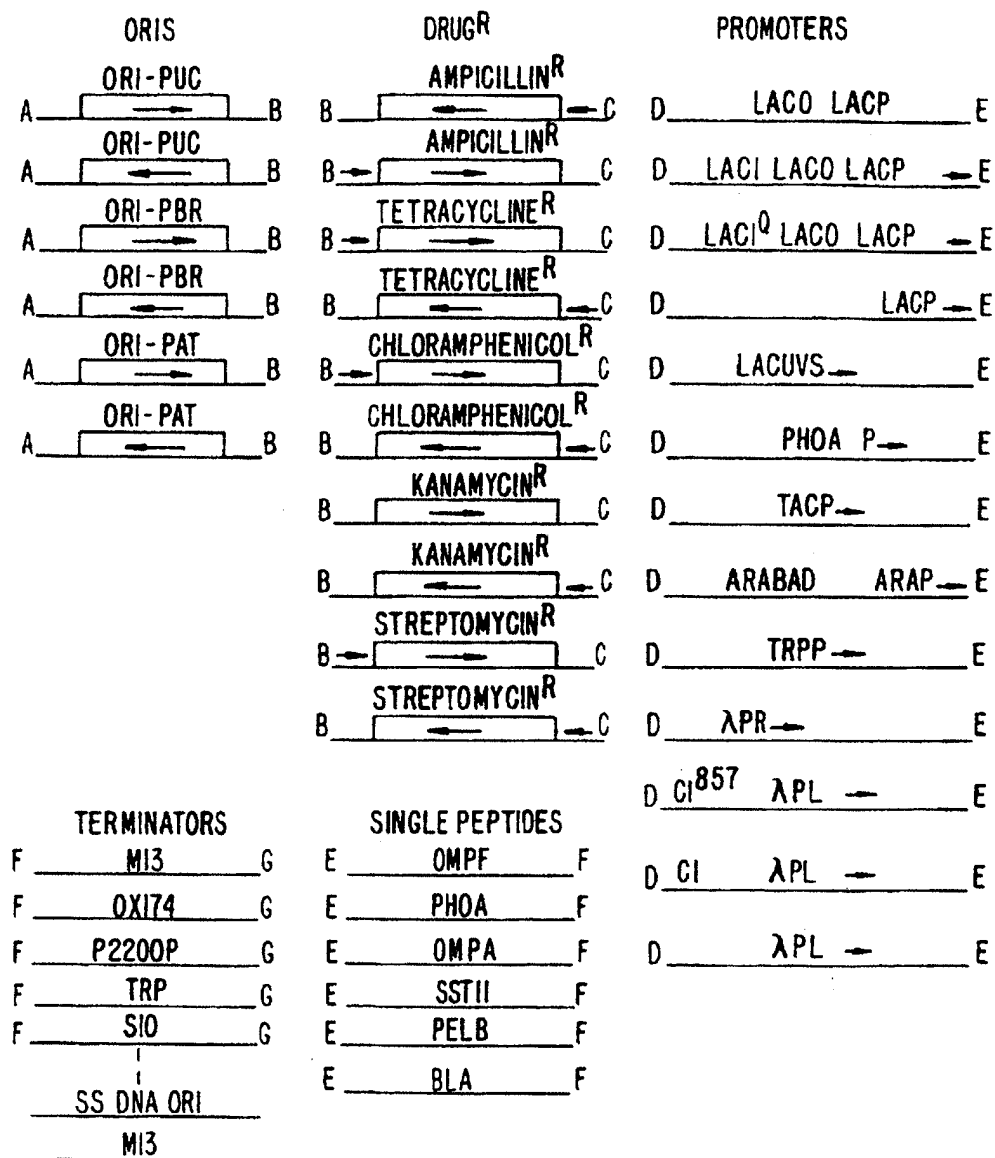 ORIS
ORI-PUC
A B
ORI-PUC
A B
ORI-PBR
A B
ORI-PBR
A B
ORI-PAT
A B
ORI-PAT
A B
DRUGR
AMPICILLINR
B C
AMPICILLINR
B C
TETRACYCLINER
B C
TETRACYCLINER
B C
CHLORAMPHENICOLR
B C
CHLORAMPHENICOLR
B C
KANAMYCINR
B C
KANAMYCINR
B C
STREPTOMYCINR
B C
STREPTOMYCINR
B C
PROMOTERS
D LACO LACP E
D LACI LACO LACP E
D LACIQ LACO LACP E
D LACP E
D LACUVS E
D PHOA P E
D TACP E
D ARABAD ARAP E
D TRPP E
D λPR E
D CI857 λPL E
D CI λPL E
D λPL E
TERMINATORS
F M13 G
F OX174 G
F P2200P G
F TRP G
F S10 G
SS DNA ORI
M13
SINGLE PEPTIDES
E OMPF F
E PHOA F
E OMPA F
E SSTII F
E PELB F
E BLA F